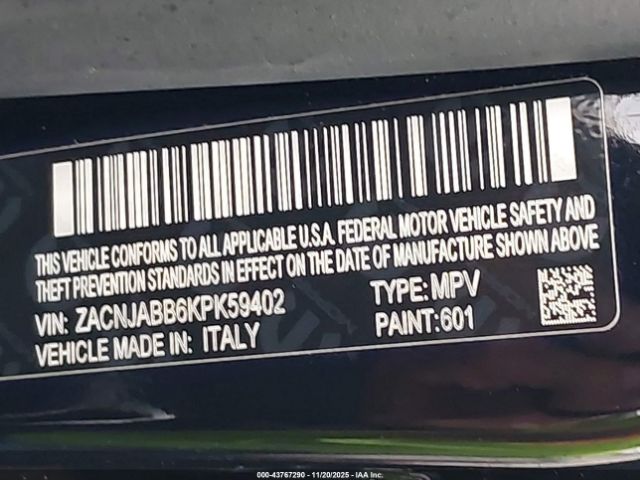 THIS VEHICLE CONFORMS TO ALL APPLICABLE U.S.A. FEDERAL MOTOR VEHICLE SAFETY AND
THEFT PREVENTION STANDARDS IN EFFECT ON THE DATE OF MANUFACTURE SHOWN ABOVE
VIN: ZACNJABB6KPK59402 TYPE: MPV
VEHICLE MADE IN: ITALY PAINT:601
000-43767290 - 11/20/2025 - IAA Inc.